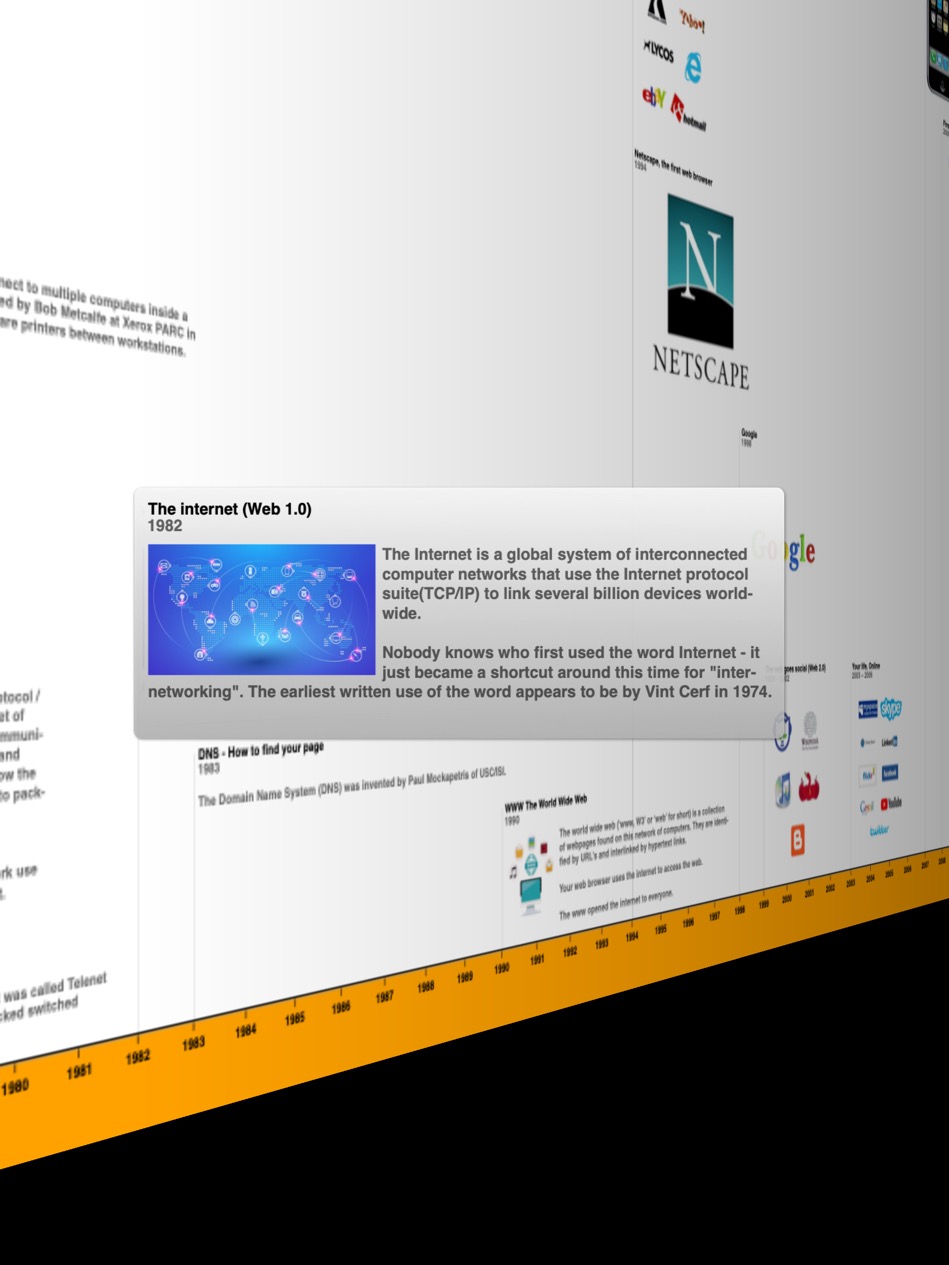 YAHOO!
LYCOS
ebY
hotmail
Netscape, the first web browser
1994
N
NETSCAPE
nect to multiple computers inside a
ed by Bob Metcalfe at Xerox PARC in
are printers between workstations.
Google
1998
Google
The internet (Web 1.0)
1982
The Internet is a global system of interconnected
computer networks that use the Internet protocol
suite(TCP/IP) to link several billion devices world-
wide.
Nobody knows who first used the word Internet - it
just became a shortcut around this time for "inter-
networking". The earliest written use of the word appears to be by Vint Cerf in 1974.
goes social (Web 2.0)
Your life, Online
2003 - 2009
skype
LinkedIn
flickr
facebook
Gmail
YouTube
twitter
otocol /
et of
mmuni-
and
ow the
to pack-
rk use
t.
was called Telenet
cked switched
DNS - How to find your page
1983
The Domain Name System (DNS) was invented by Paul Mockapetris of USC/ISI.
WWW The World Wide Web
1990
The world wide web ('www, W3' or 'web' for short) is a collection
of webpages found on this network of computers. They are identi-
fied by URL's and interlinked by hypertext links.
Your web browser uses the internet to access the web.
The www opened the internet to everyone.
1980 1981 1982 1983 1984 1985 1986 1987 1988 1989 1990 1991 1992 1993 1994 1995 1996 1997 1998 1999 2000 2001 2002 2003 2004 2005 2006 2007 2008